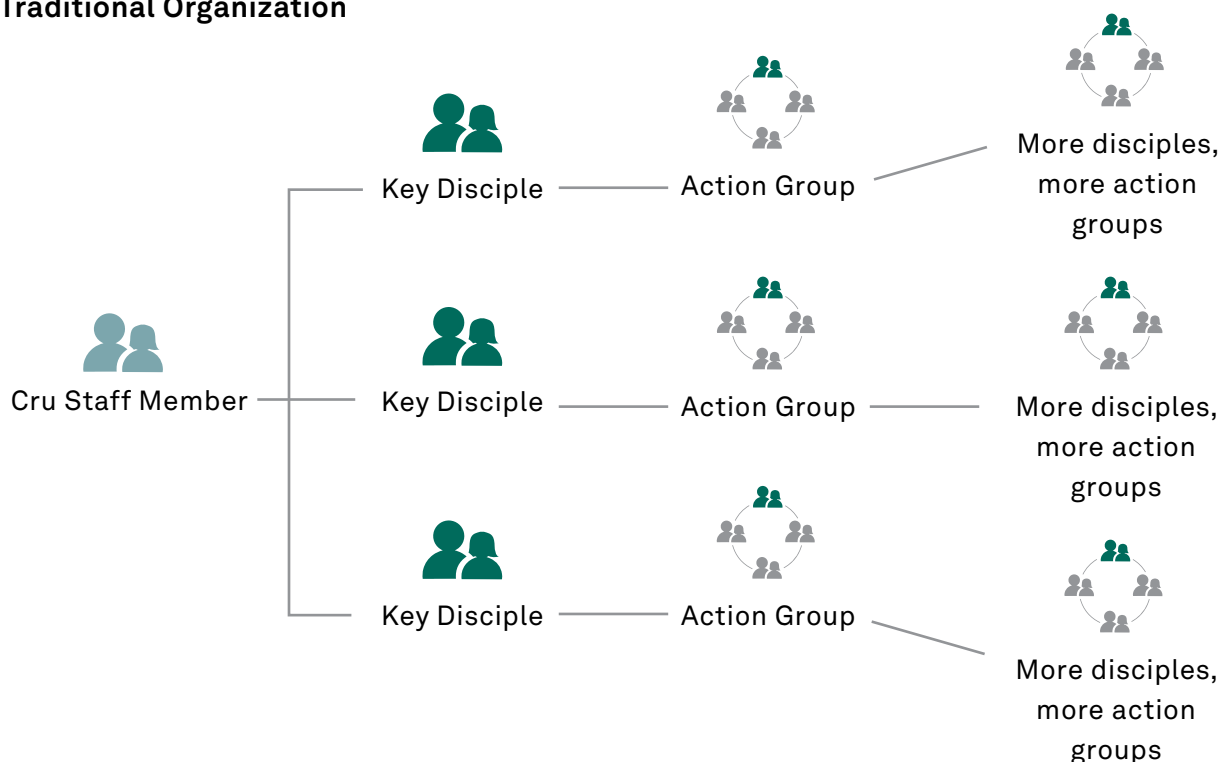 Traditional Organization
Key Disciple
Action Group
More disciples,
more action
groups
Cru Staff Member
Key Disciple
Action Group
More disciples,
more action
groups
Key Disciple
Action Group
More disciples,
more action
groups